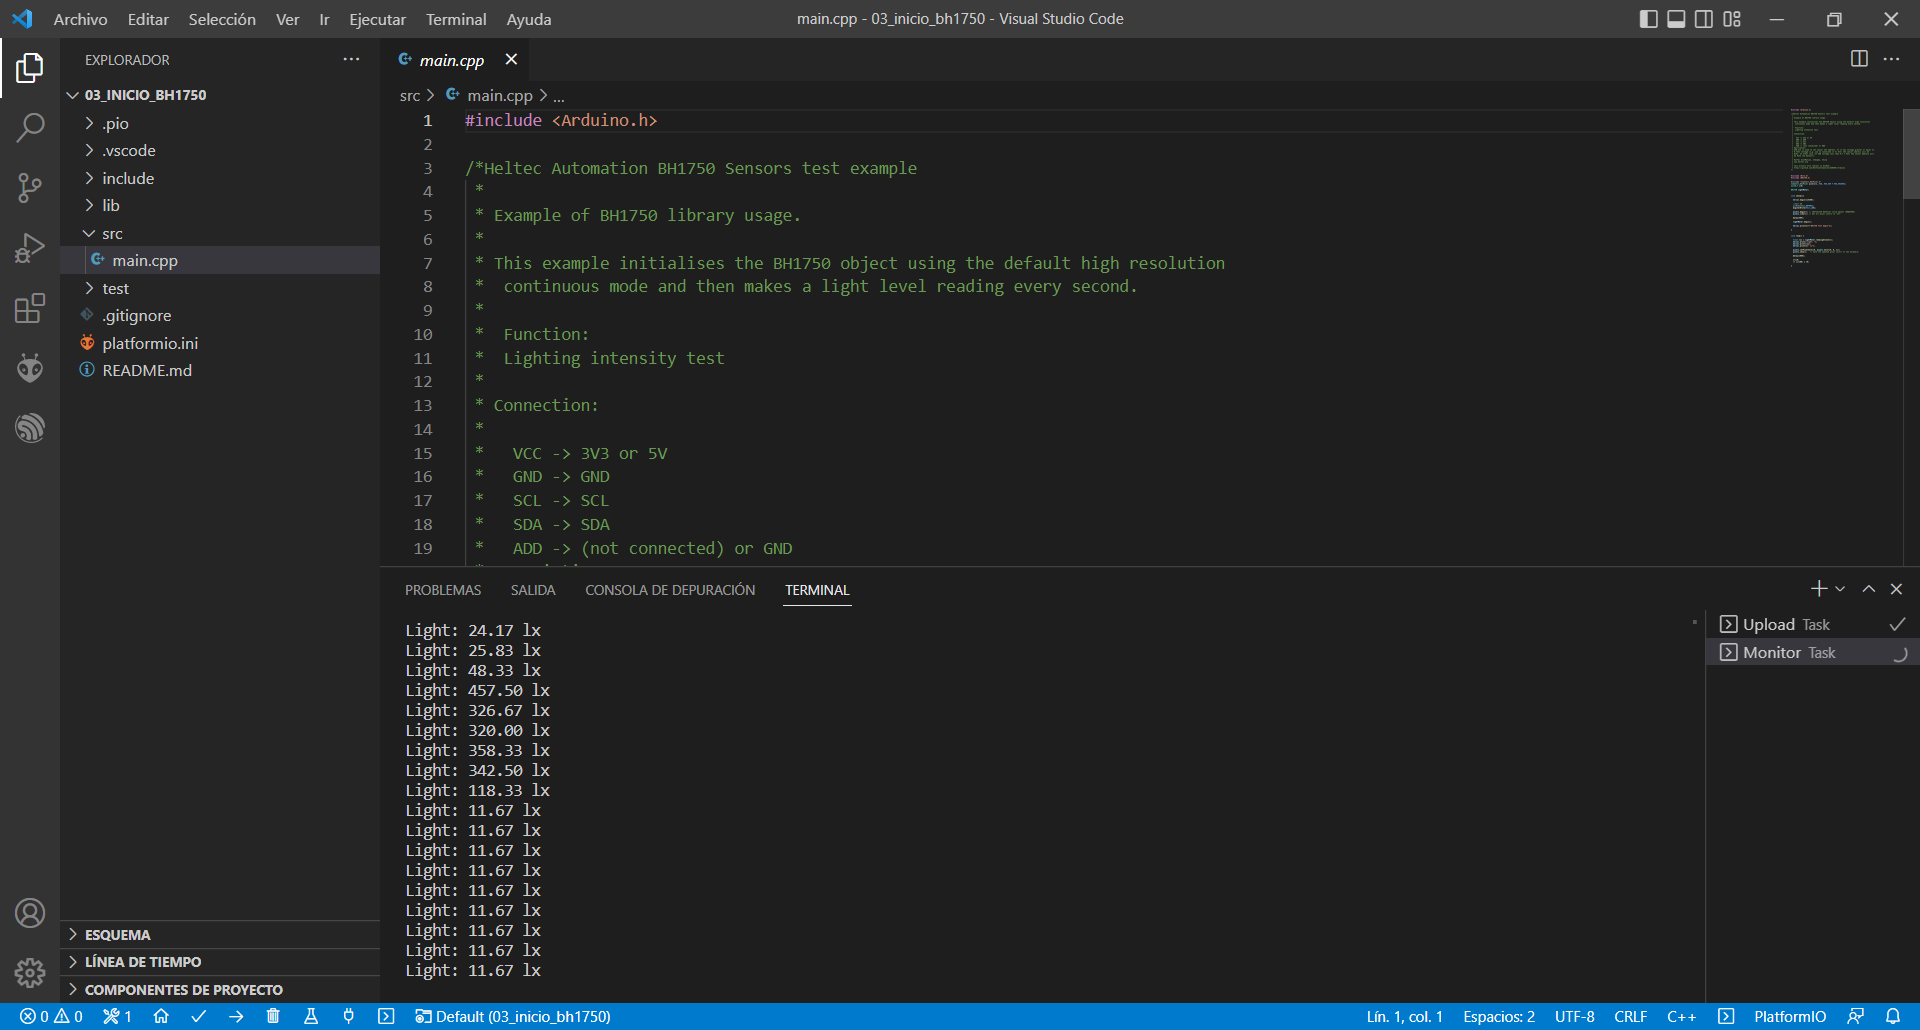 Archivo Editar Selección Ver Ir Ejecutar Terminal Ayuda
main.cpp - 03_inicio_bh1750 - Visual Studio Code
EXPLORADOR
03_INICIO_BH1750
.pio
.vscode
include
lib
src
main.cpp
test
.gitignore
platformio.ini
README.md
ESQUEMA
LÍNEA DE TIEMPO
COMPONENTES DE PROYECTO
main.cpp
src > main.cpp > ...
1 #include <Arduino.h>
2
3 /*Heltec Automation BH1750 Sensors test example
4 *
5 * Example of BH1750 library usage.
6 *
7 * This example initialises the BH1750 object using the default high resolution
8 * continuous mode and then makes a light level reading every second.
9 *
10 * Function:
11 * Lighting intensity test
12 *
13 * Connection:
14 *
15 * VCC -> 3V3 or 5V
16 * GND -> GND
17 * SCL -> SCL
18 * SDA -> SDA
19 * ADD -> (not connected) or GND
PROBLEMAS SALIDA CONSOLA DE DEPURACIÓN TERMINAL
Light: 24.17 lx
Light: 25.83 lx
Light: 48.33 lx
Light: 457.50 lx
Light: 326.67 lx
Light: 320.00 lx
Light: 358.33 lx
Light: 342.50 lx
Light: 118.33 lx
Light: 11.67 lx
Light: 11.67 lx
Light: 11.67 lx
Light: 11.67 lx
Light: 11.67 lx
Light: 11.67 lx
Light: 11.67 lx
Light: 11.67 lx
Light: 11.67 lx
Upload Task
Monitor Task
0 0 1 Default (03_inicio_bh1750) Lín. 1, col. 1 Espacios: 2 UTF-8 CRLF C++ PlatformIO